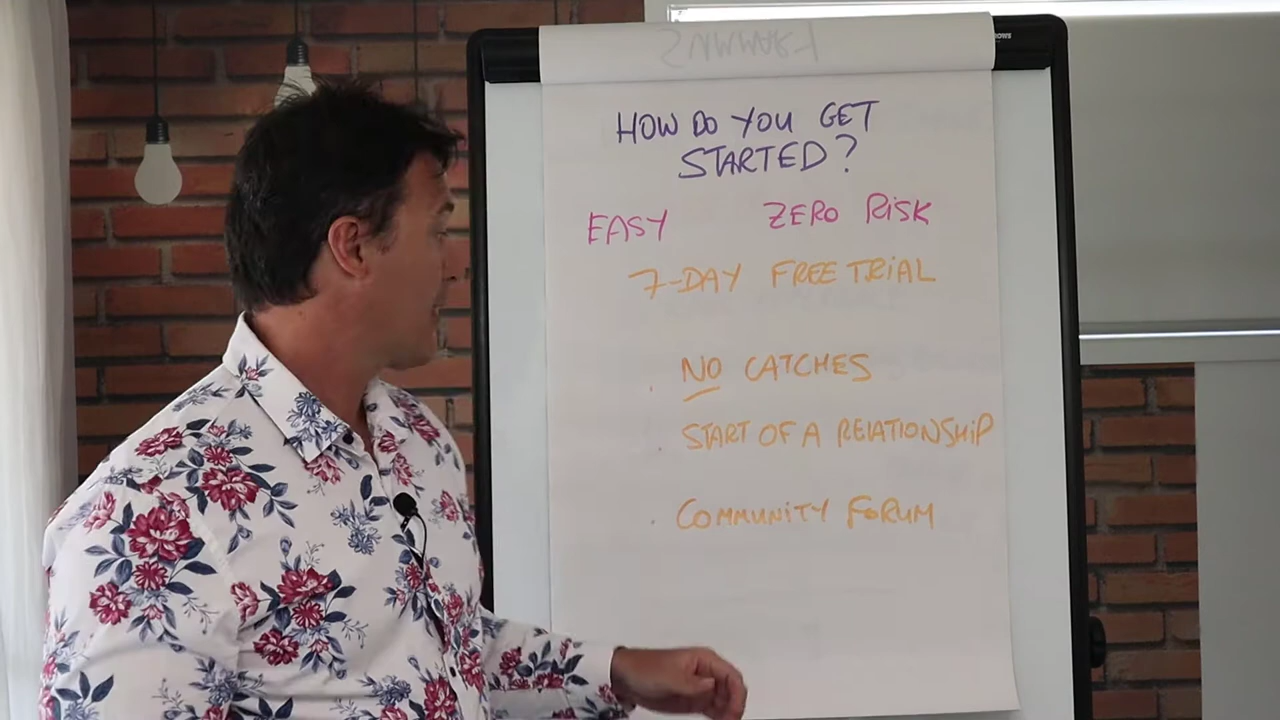 HOW DO YOU GET
STARTED?
EASY ZERO RISK
7-DAY FREE TRIAL
NO CATCHES
START OF A RELATIONSHIP
COMMUNITY FORUM